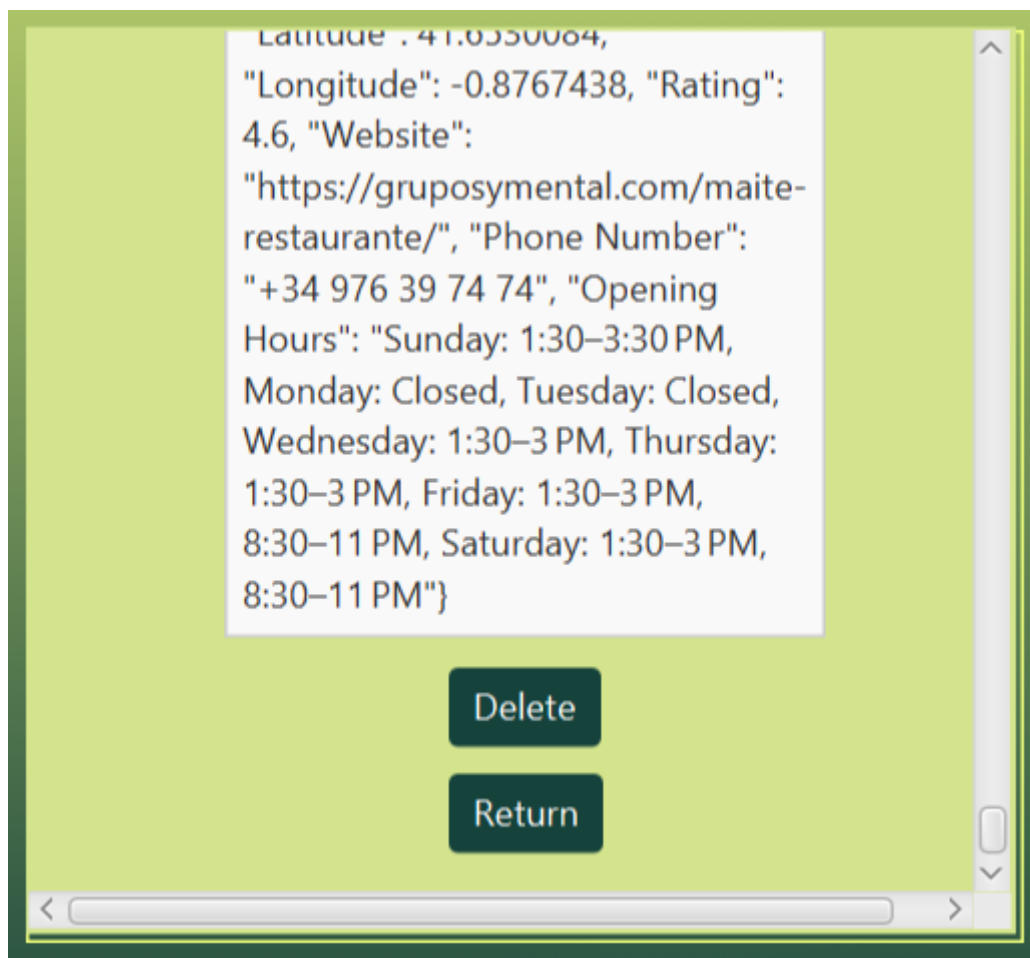 "Latitude": 41.6530084,
"Longitude": -0.8767438, "Rating":
4.6, "Website":
"https://gruposymental.com/maite-
restaurante/", "Phone Number":
"+34 976 39 74 74", "Opening
Hours": "Sunday: 1:30–3:30 PM,
Monday: Closed, Tuesday: Closed,
Wednesday: 1:30–3 PM, Thursday:
1:30–3 PM, Friday: 1:30–3 PM,
8:30–11 PM, Saturday: 1:30–3 PM,
8:30–11 PM"}
Delete
Return